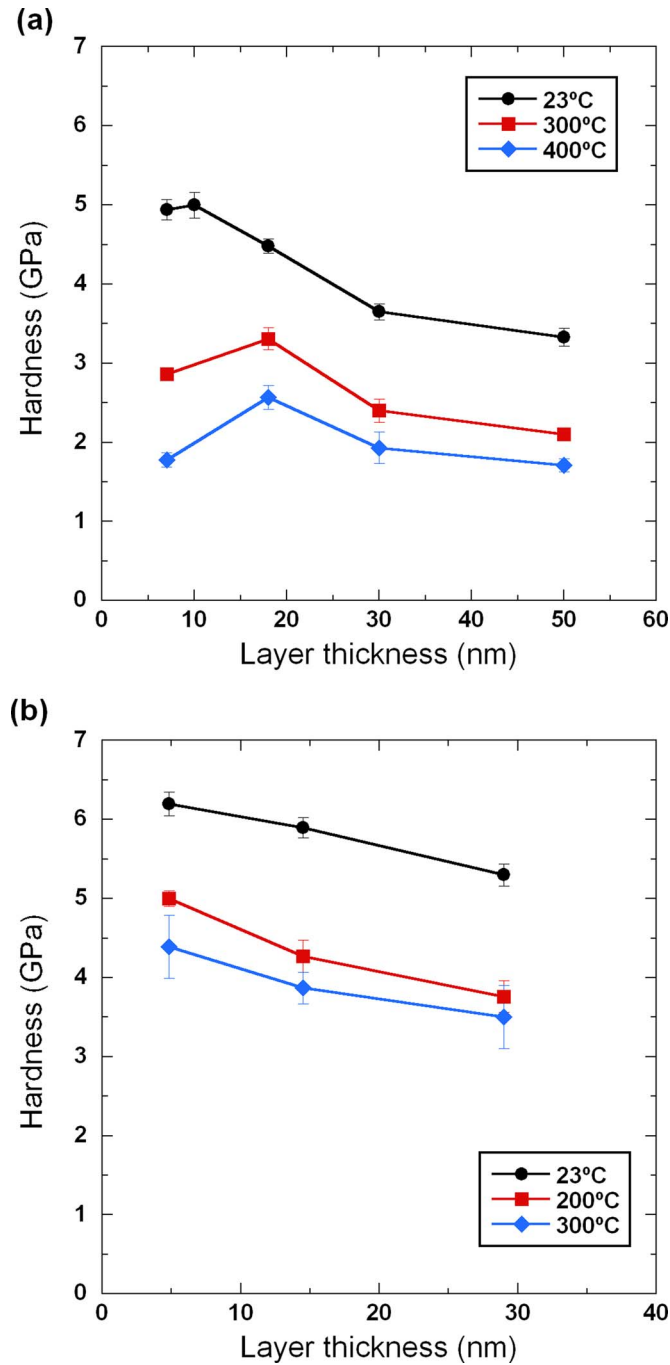 (a)
7
6
5
4
3
2
1
0
Hardness (GPa)
23ºC
300ºC
400ºC
0 10 20 30 40 50 60
Layer thickness (nm)
(b)
7
6
5
4
3
2
1
0
Hardness (GPa)
23ºC
200ºC
300ºC
0 10 20 30 40
Layer thickness (nm)